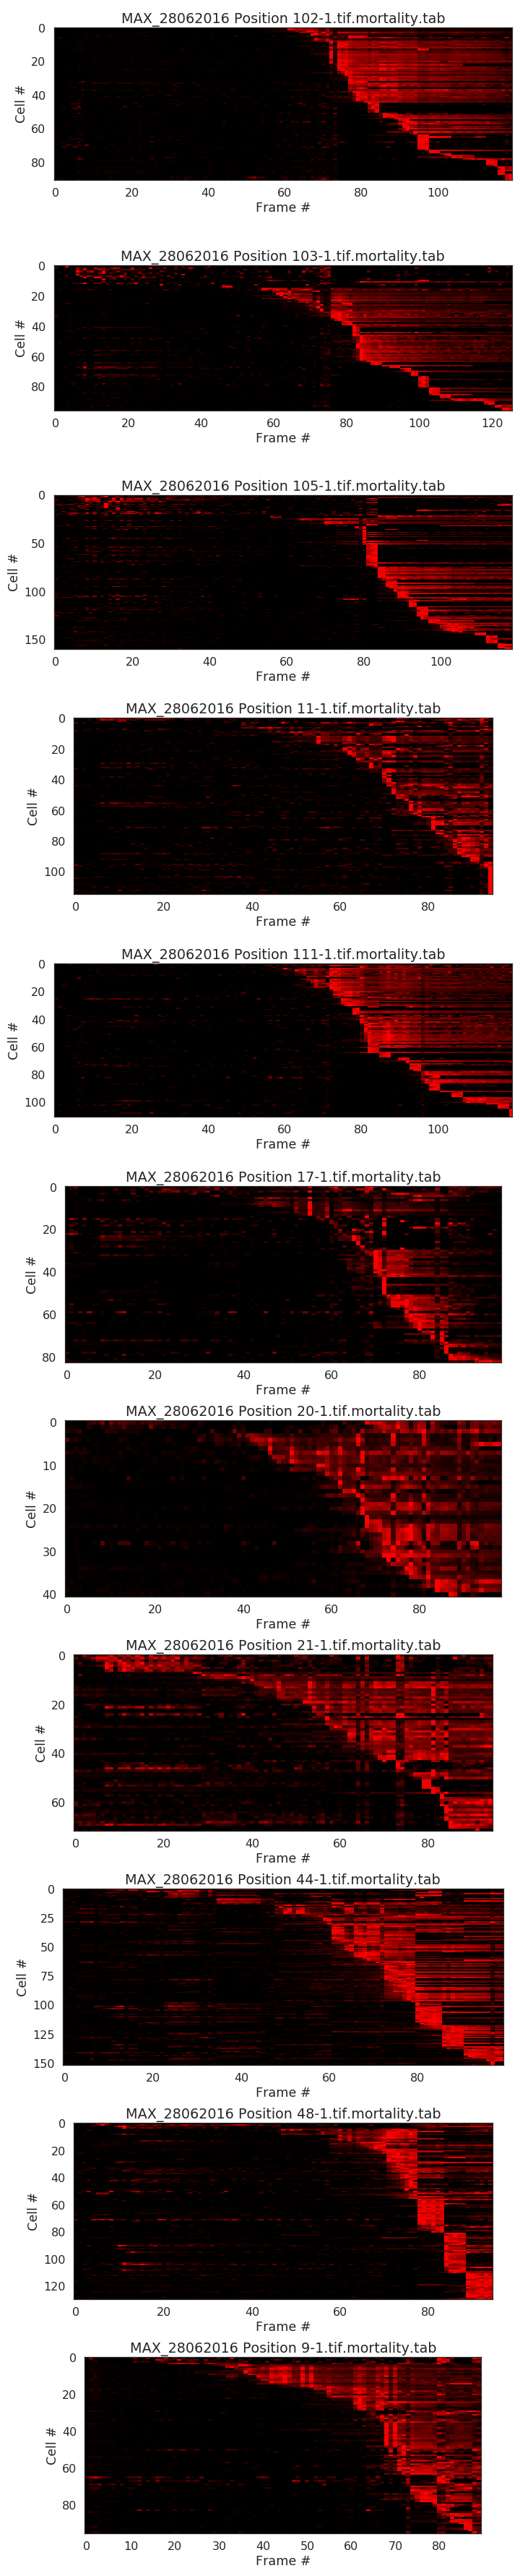 MAX_28062016 Position 102-1.tif.mortality.tab
0
20
40
60
80
Cell #
0 20 40 60 80 100
Frame #
MAX_28062016 Position 103-1.tif.mortality.tab
0
20
40
60
80
Cell #
0 20 40 60 80 100 120
Frame #
MAX_28062016 Position 105-1.tif.mortality.tab
0
50
100
150
Cell #
0 20 40 60 80 100
Frame #
MAX_28062016 Position 11-1.tif.mortality.tab
0
20
40
60
80
100
Cell #
0 20 40 60 80
Frame #
MAX_28062016 Position 111-1.tif.mortality.tab
0
20
40
60
80
100
Cell #
0 20 40 60 80 100
Frame #
MAX_28062016 Position 17-1.tif.mortality.tab
0
20
40
60
80
Cell #
0 20 40 60 80
Frame #
MAX_28062016 Position 20-1.tif.mortality.tab
0
10
20
30
40
Cell #
0 20 40 60 80
Frame #
MAX_28062016 Position 21-1.tif.mortality.tab
0
20
40
60
Cell #
0 20 40 60 80
Frame #
MAX_28062016 Position 44-1.tif.mortality.tab
0
25
50
75
100
125
150
Cell #
0 20 40 60 80
Frame #
MAX_28062016 Position 48-1.tif.mortality.tab
0
20
40
60
80
100
120
Cell #
0 20 40 60 80
Frame #
MAX_28062016 Position 9-1.tif.mortality.tab
0
20
40
60
80
Cell #
0 10 20 30 40 50 60 70 80
Frame #